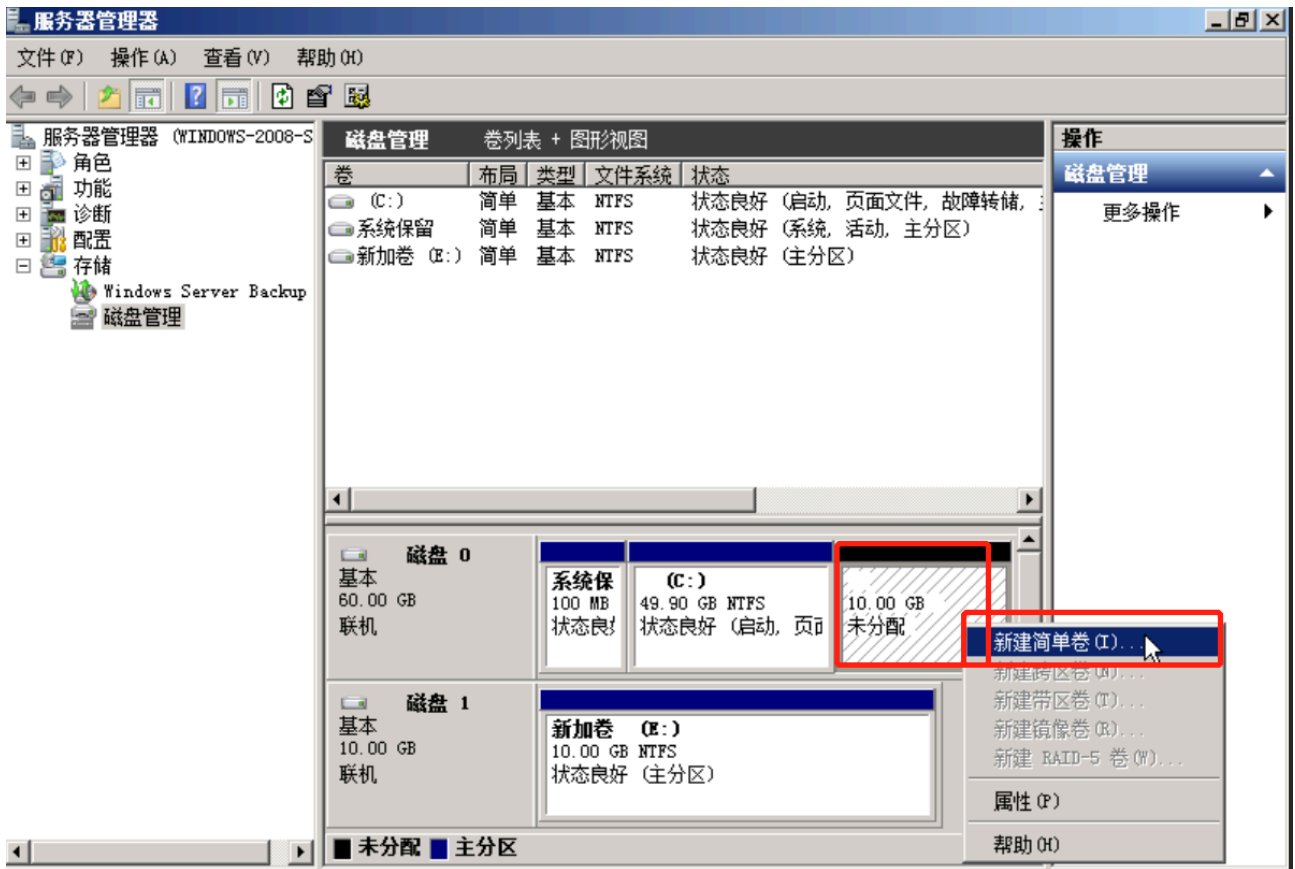 服务器管理器
文件(F) 操作(A) 查看(V) 帮助(H)
服务器管理器 (WINDOWS-2008-S
角色
功能
诊断
配置
存储
Windows Server Backup
磁盘管理
磁盘管理 卷列表 + 图形视图
卷 布局 类型 文件系统 状态
(C:) 简单 基本 NTFS 状态良好 (启动, 页面文件, 故障转储,
系统保留 简单 基本 NTFS 状态良好 (系统, 活动, 主分区)
新加卷 (E:) 简单 基本 NTFS 状态良好 (主分区)
磁盘 0
基本
60.00 GB
联机
系统保
100 MB
状态良
(C:)
49.90 GB NTFS
状态良好 (启动, 页面
10.00 GB
未分配
磁盘 1
基本
10.00 GB
联机
新加卷 (E:)
10.00 GB NTFS
状态良好 (主分区)
未分配 主分区
操作
磁盘管理
更多操作
新建简单卷(I)...
新建跨区卷(N)...
新建带区卷(T)...
新建镜像卷(R)...
新建 RAID-5 卷(W)...
属性(P)
帮助(H)